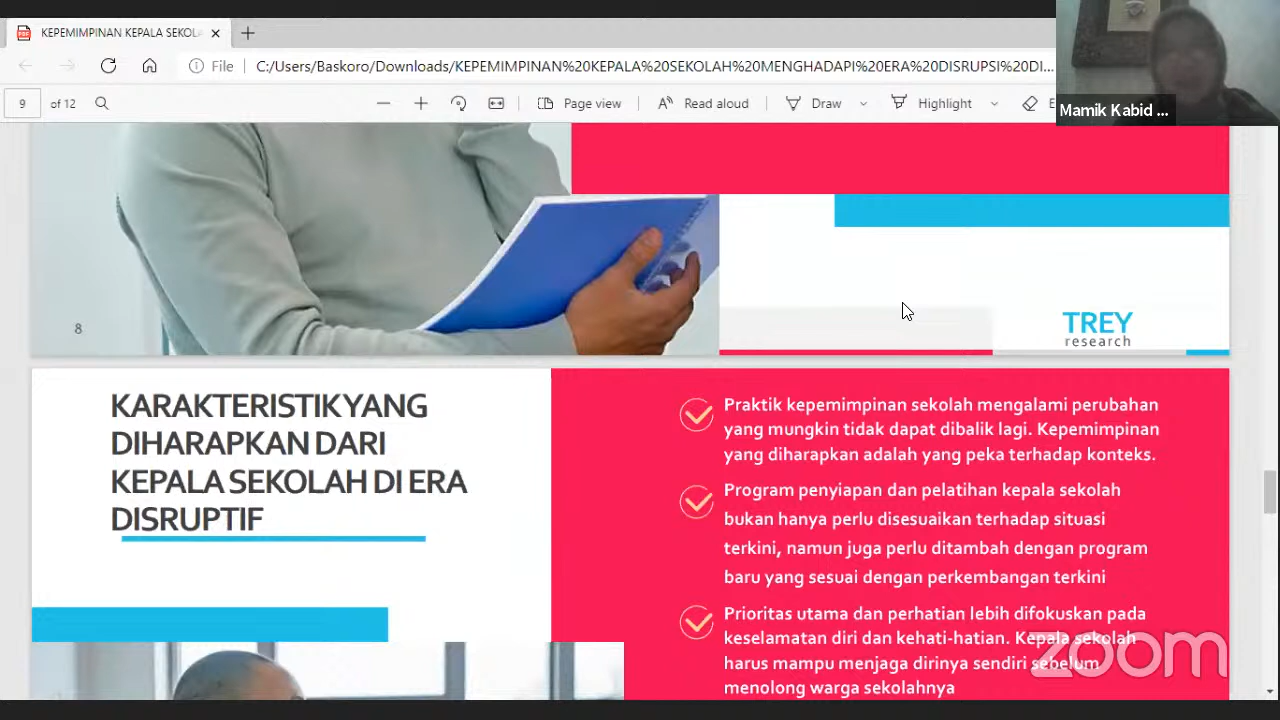 KEPEMIMPINAN KEPALA SEKOL
File
C:/Users/Baskoro/Downloads/KEPEMIMPINAN%20KEPALA%20SEKOLAH%20MENGHADAPI%20ERA%20DISRUPSI%20DI...
Mamik Kabid ...
9
of 12
Page view
Read aloud
Draw
Highlight
E
8
TREY
research
KARAKTERISTIK YANG
DIHARAPKAN DARI
KEPALA SEKOLAH DI ERA
DISRUPTIF
Praktik kepemimpinan sekolah mengalami perubahan
yang mungkin tidak dapat dibalik lagi. Kepemimpinan
yang diharapkan adalah yang peka terhadap konteks.
Program penyiapan dan pelatihan kepala sekolah
bukan hanya perlu disesuaikan terhadap situasi
terkini, namun juga perlu ditambah dengan program
baru yang sesuai dengan perkembangan terkini
Prioritas utama dan perhatian lebih difokuskan pada
keselamatan diri dan kehati-hatian. Kepala sekolah
harus mampu menjaga dirinya sendiri sebelum
menolong warga sekolahnya
zoom